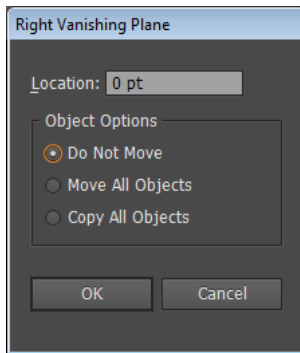 Right Vanishing Plane
Location: 0 pt
Object Options
Do Not Move
Move All Objects
Copy All Objects
OK Cancel